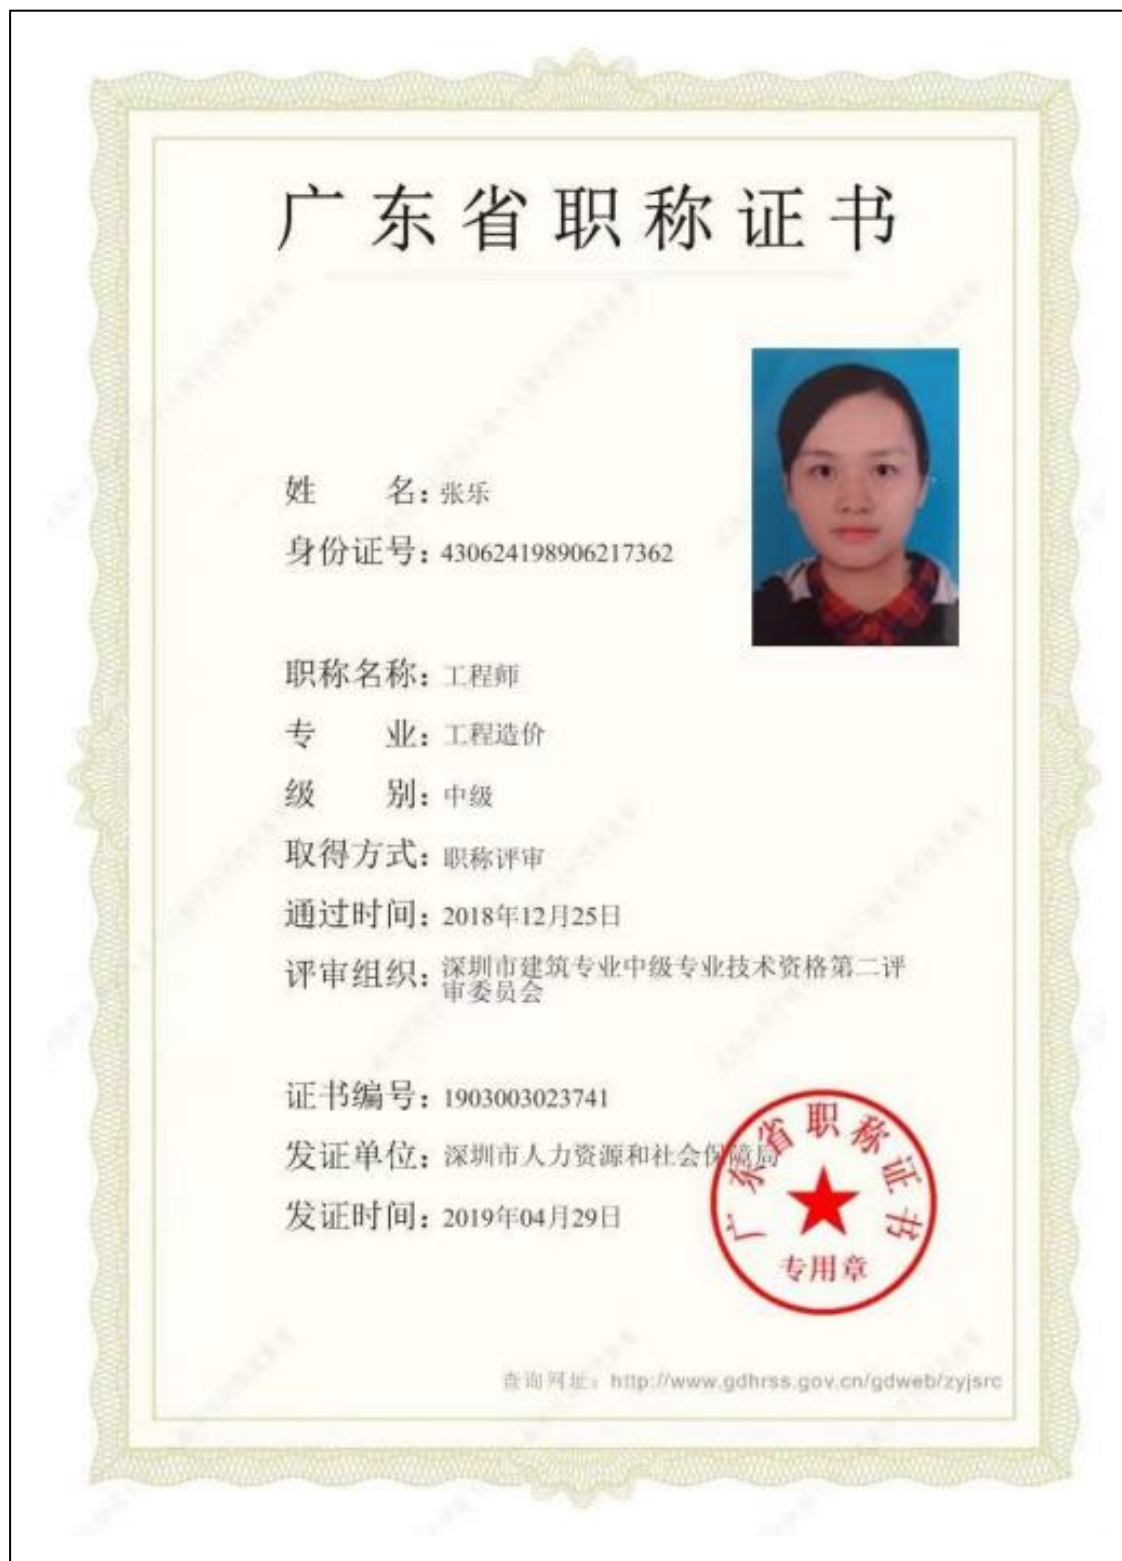 广东省职称证书
姓 名：张乐
身份证号：430624198906217362
职称名称：工程师
专 业：工程造价
级 别：中级
取得方式：职称评审
通过时间：2018年12月25日
评审组织：深圳市建筑专业中级专业技术资格第二评
审委员会
证书编号：1903003023741
发证单位：深圳市人力资源和社会保障局
发证时间：2019年04月29日
广东省职称证书
专用章
查询网址：http://www.gdhrss.gov.cn/gdweb/zyjsrc